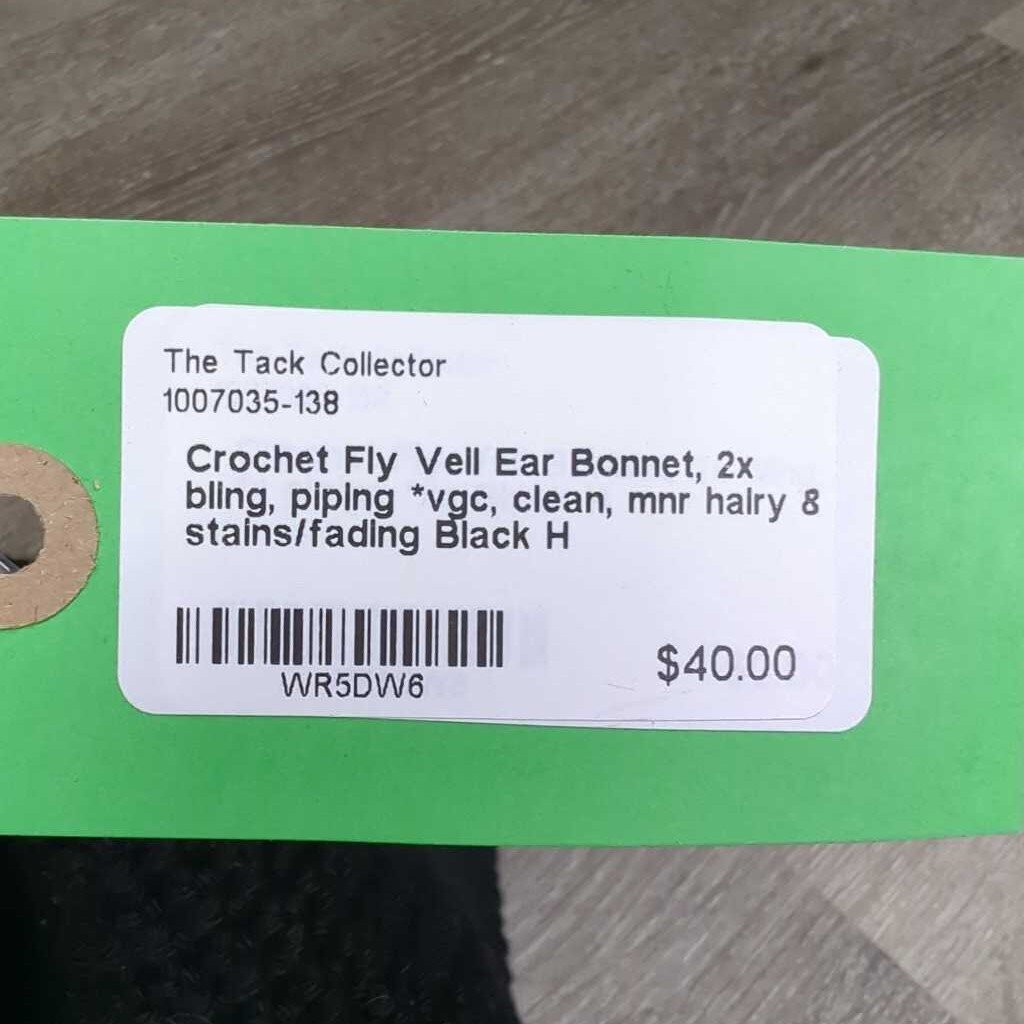 The Tack Collector
1007035-138
Crochet Fly Veil Ear Bonnet, 2x
bling, piping *vgc, clean, mnr hairy &
stains/fading Black H
WR5DW6
$40.00